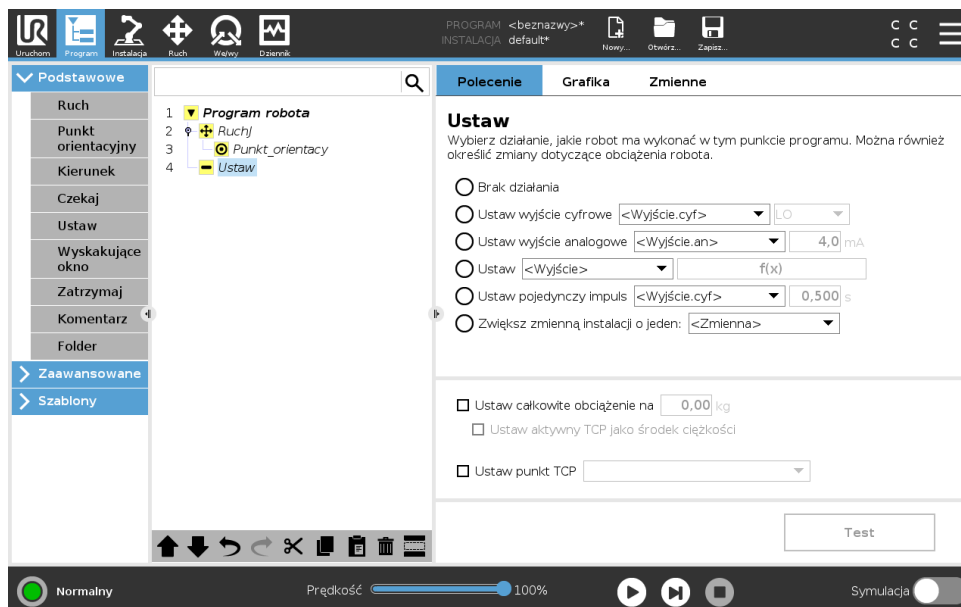 PROGRAM <beznazwy>*
INSTALACJA default*
Uruchom Program Instalacja Ruch We/wy Dziennik Nowy... Otwórz... Zapisz...
C C
C C
Podstawowe
Ruch
Punkt orientacyjny
Kierunek
Czekaj
Ustaw
Wyskakujące okno
Zatrzymaj
Komentarz
Folder
Zaawansowane
Szablony
1 Program robota
2 RuchJ
3 Punkt_orientacy
4 Ustaw
Polecenie Grafika Zmienne
Ustaw
Wybierz działanie, jakie robot ma wykonać w tym punkcie programu. Można również
określić zmiany dotyczące obciążenia robota.
Brak działania
Ustaw wyjście cyfrowe <Wyjście.cyf> LO
Ustaw wyjście analogowe <Wyjście.an> 4,0 mA
Ustaw <Wyjście> f(x)
Ustaw pojedynczy impuls <Wyjście.cyf> 0,500 s
Zwiększ zmienną instalacji o jeden: <Zmienna>
Ustaw całkowite obciążenie na 0,00 kg
Ustaw aktywny TCP jako środek ciężkości
Ustaw punkt TCP
Test
Normalny Prędkość 100% Symulacja